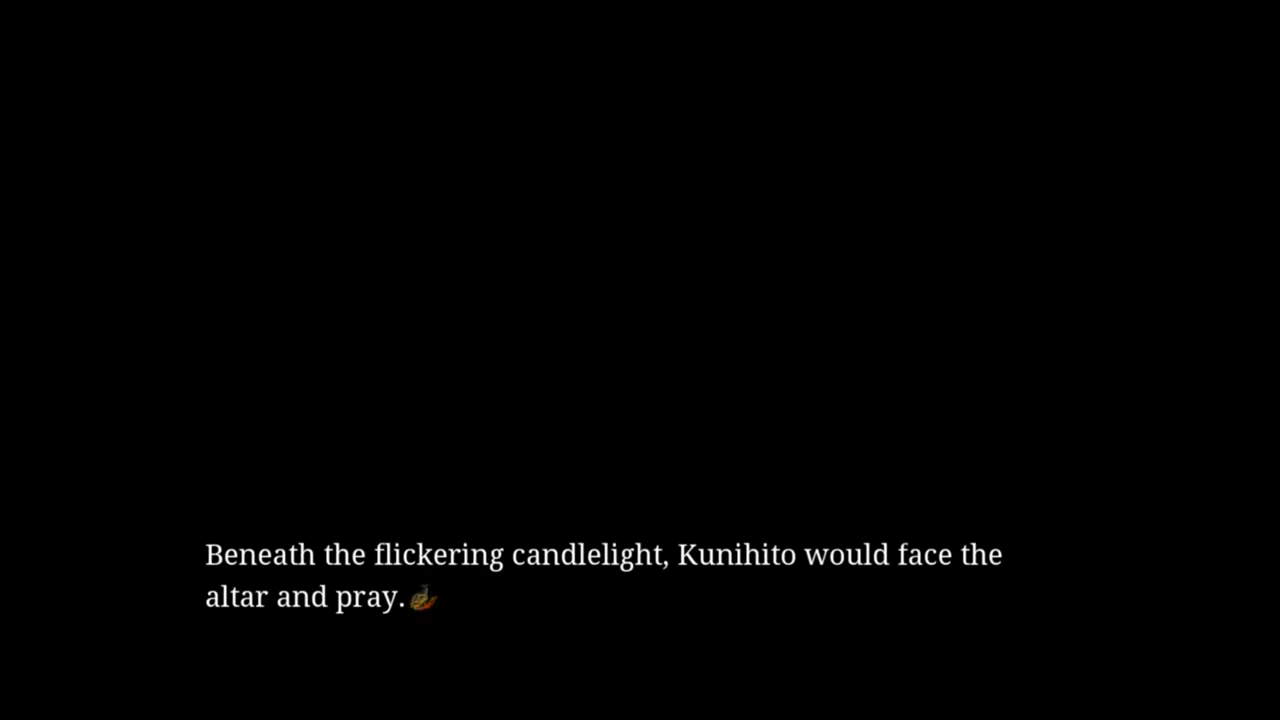 Beneath the flickering candlelight, Kunihito would face the
altar and pray.